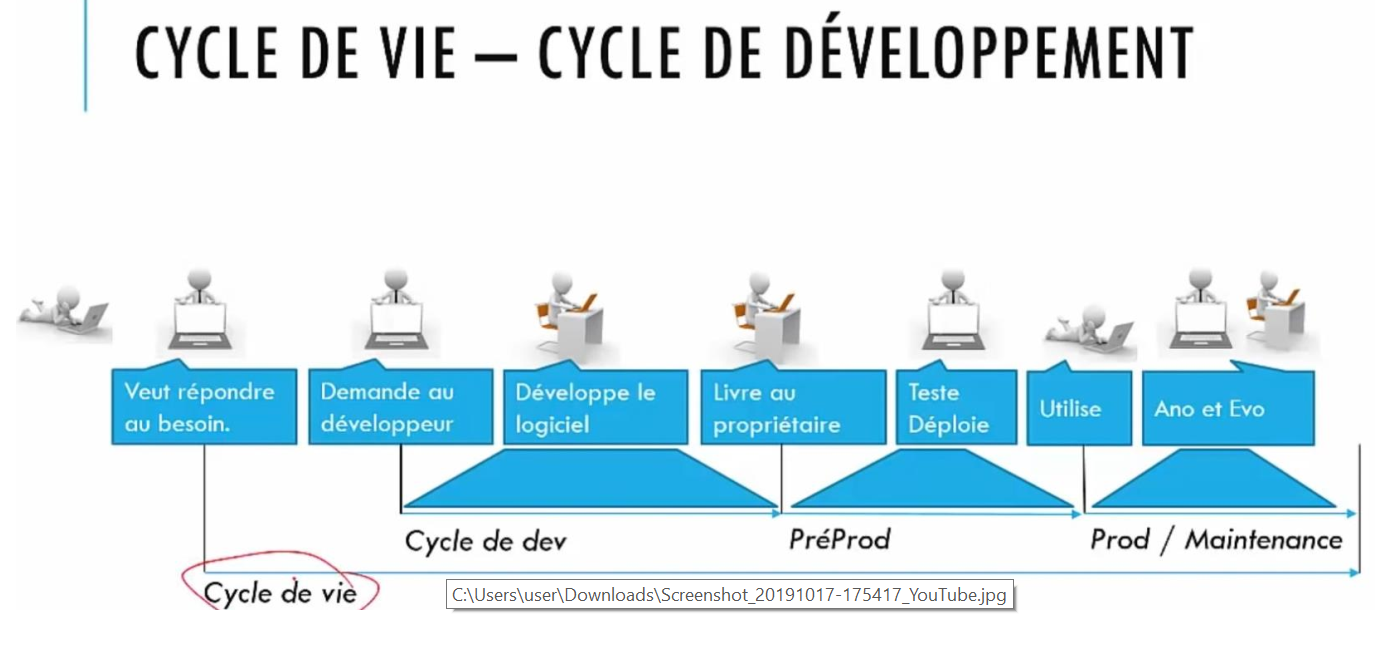 CYCLE DE VIE – CYCLE DE DÉVELOPPEMENT
Veut répondre
au besoin.
Demande au
développeur
Développe le
logiciel
Livre au
propriétaire
Teste
Déploie
Utilise
Ano et Evo
Cycle de dev
PréProd
Prod / Maintenance
Cycle de vie
C:\Users\user\Downloads\Screenshot_20191017-175417_YouTube.jpg